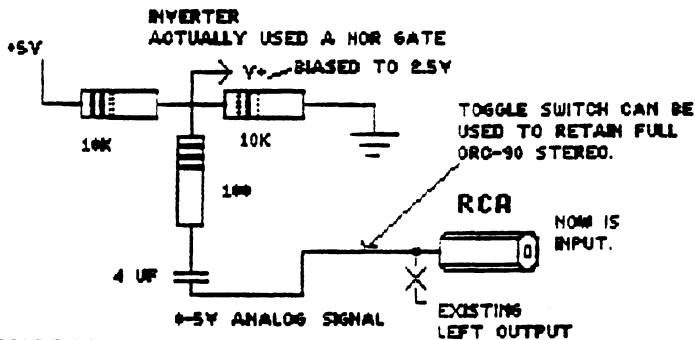 INVERTER
ACTUALLY USED A NOR GATE
+5V
V+
BIASED TO 2.5V
10K
10K
100
TOGGLE SWITCH CAN BE
USED TO RETAIN FULL
ORC-90 STEREO.
RCA
NOW IS
INPUT.
4 UF
0-5V ANALOG SIGNAL
EXISTING
LEFT OUTPUT